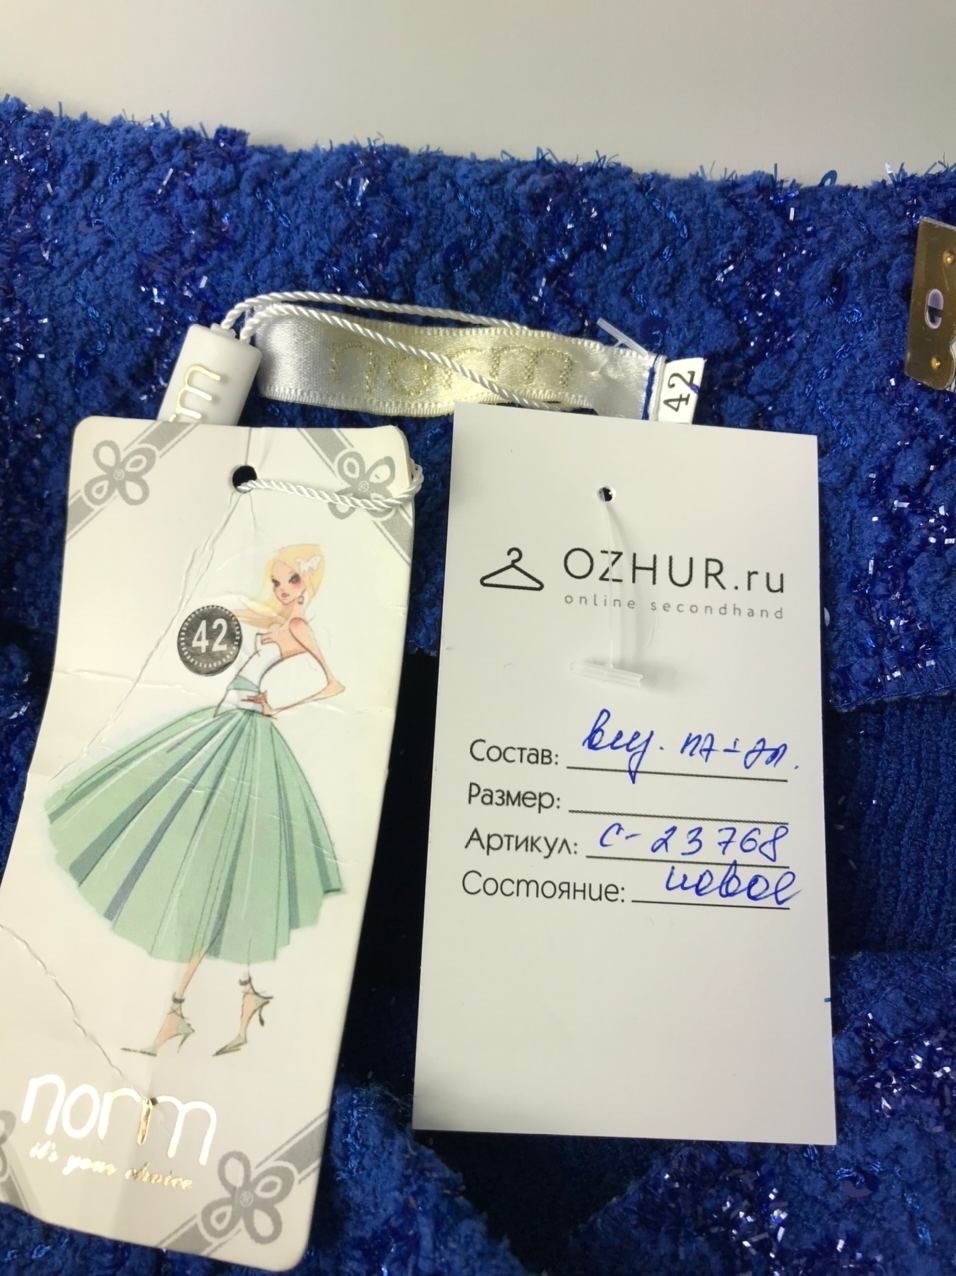 norm
42
m
42
norm
it's your choice
OZHUR.ru
online secondhand
Состав:
Размер:
Артикул: с-23768
Состояние: новое